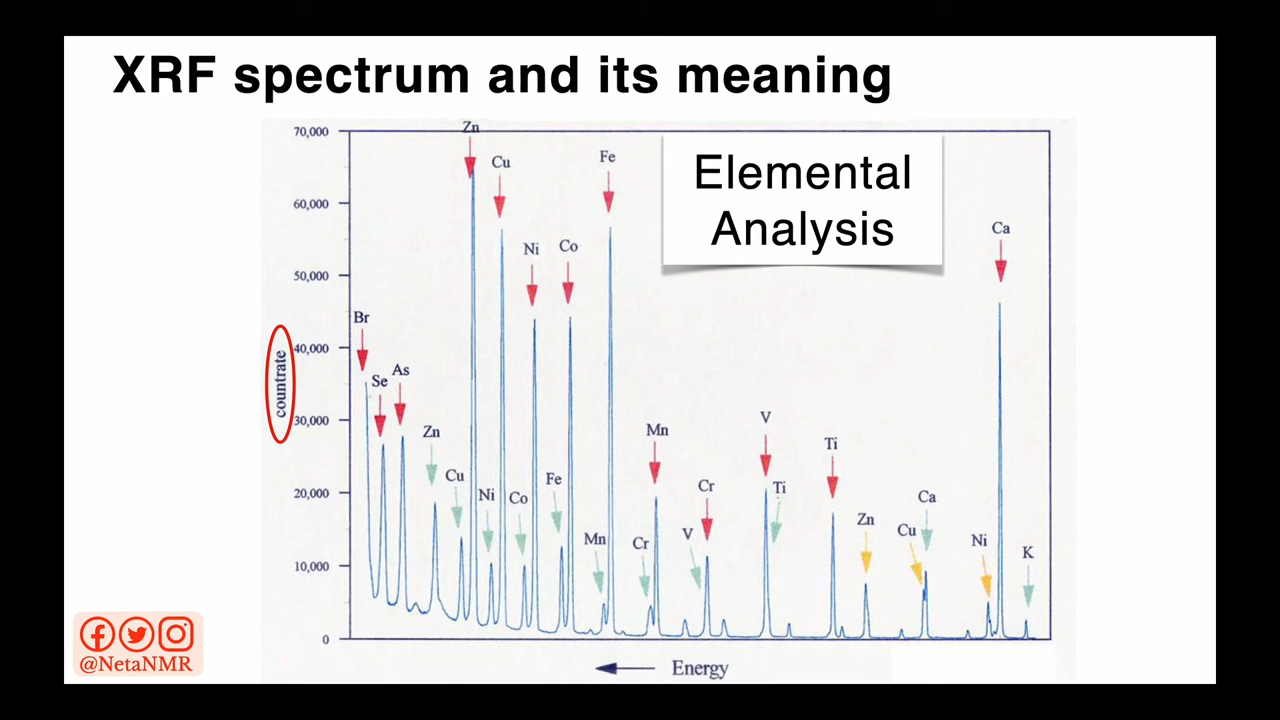 XRF spectrum and its meaning
Elemental
Analysis
70,000
60,000
50,000
40,000
30,000
20,000
10,000
0
countrate
Br
Se
As
Zn
Cu
Zn
Ni
Cu
Co
Ni
Fe
Co
Mn
Fe
Cr
Mn
V
Cr
V
Ti
Ti
Zn
Cu
Ca
Ni
Ca
K
Energy
@NetaNMR